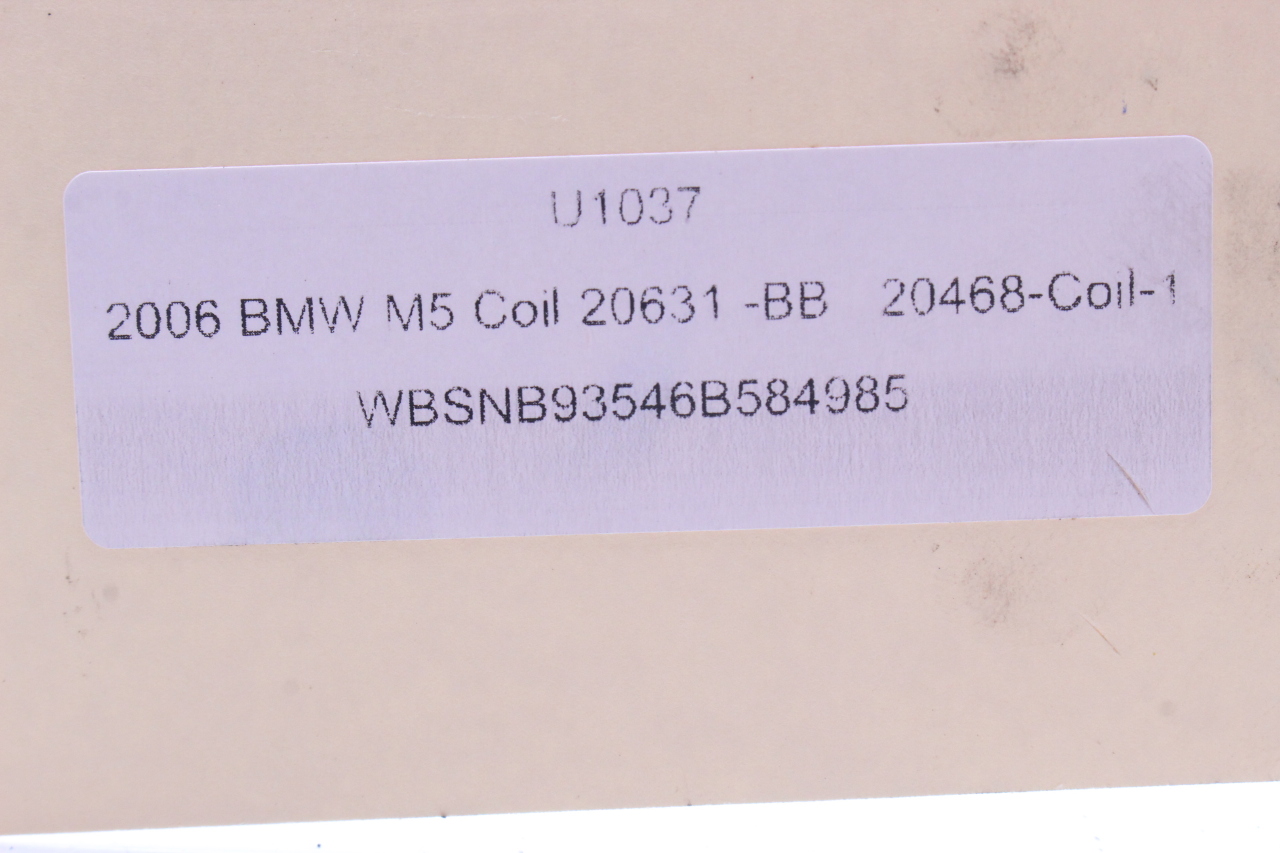 U1037
2006 BMW M5 Coil 20631 -BB 20468-Coil-1
WBSNB93546B584985